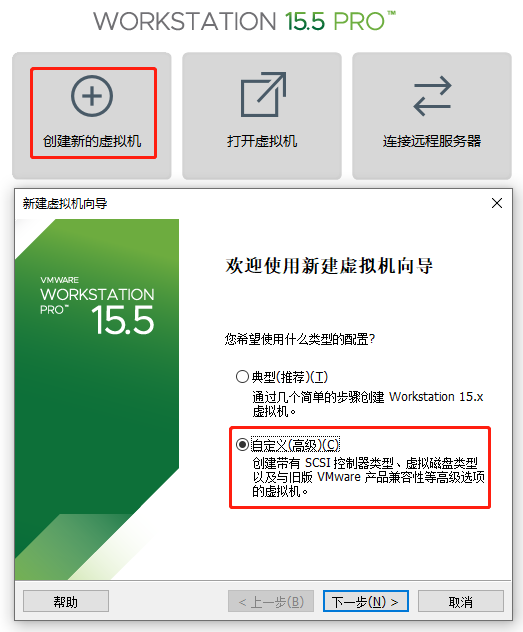 WORKSTATION 15.5 PRO™
创建新的虚拟机
打开虚拟机
连接远程服务器
新建虚拟机向导
VMWARE
WORKSTATION
PRO™
15.5
欢迎使用新建虚拟机向导
您希望使用什么类型的配置?
典型(推荐)(T)
通过几个简单的步骤创建 Workstation 15.x
虚拟机。
自定义(高级)(C)
创建带有 SCSI 控制器类型、虚拟磁盘类型
以及与旧版 VMware 产品兼容性等高级选项
的虚拟机。
帮助
< 上一步(B)
下一步(N) >
取消